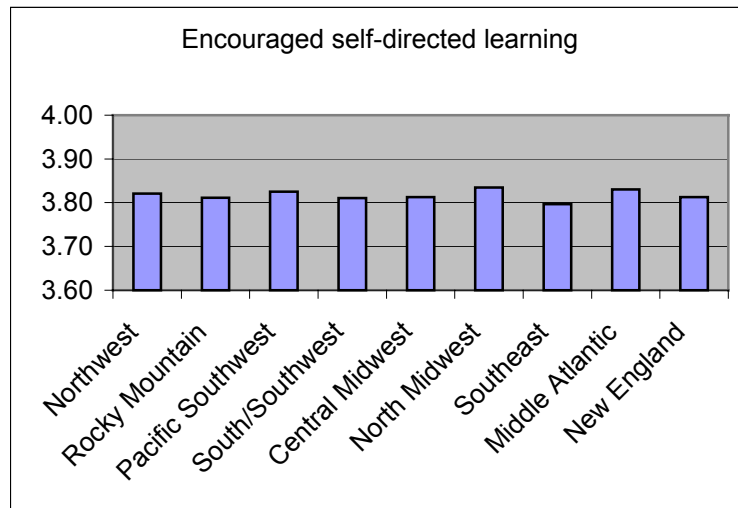 Encouraged self-directed learning
4.00
3.90
3.80
3.70
3.60
Northwest
Rocky Mountain
Pacific Southwest
South/Southwest
Central Midwest
North Midwest
Southeast
Middle Atlantic
New England